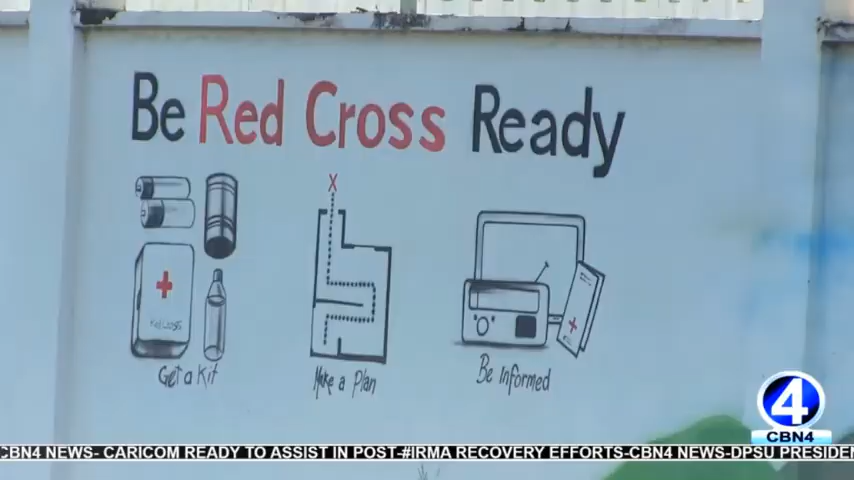 Be Red Cross Ready
Get a Kit
Make a Plan
Be Informed
4
CBN4
CBN4 NEWS- CARICOM READY TO ASSIST IN POST-#IRMA RECOVERY EFFORTS-CBN4 NEWS-DPSU PRESIDEN